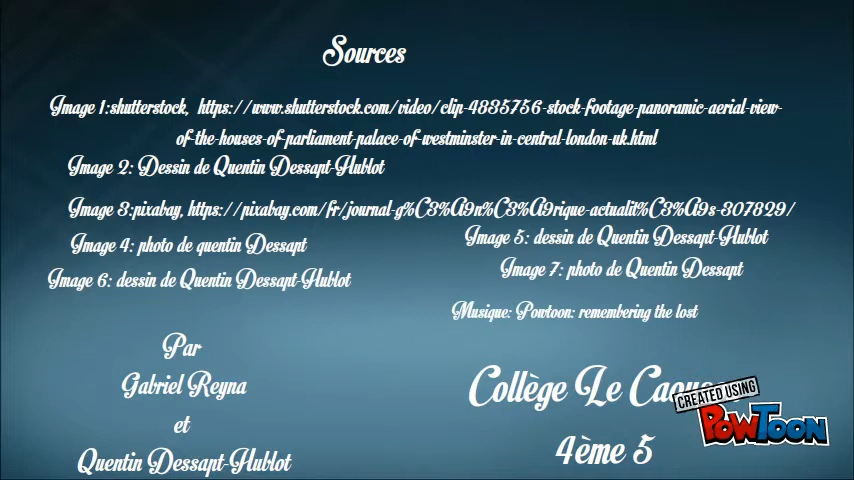 Sources
Image 1:shutterstock, https://www.shutterstock.com/video/clip-4835756-stock-footage-panoramic-aerial-view-
of-the-houses-of-parliament-palace-of-westminster-in-central-london-uk.html
Image 2: Dessin de Quentin Dessapt-Hublot
Image 3:pixabay, https://pixabay.com/fr/journal-g%C3%A9n%C3%A9rique-actualit%C3%A9s-307829/
Image 4: photo de quentin Dessapt
Image 5: dessin de Quentin Dessapt-Hublot
Image 6: dessin de Quentin Dessapt-Hublot
Image 7: photo de Quentin Dessapt
Musique: Powtoon: remembering the lost
Par
Gabriel Reyna
et
Quentin Dessapt-Hublot
Collège Le
4ème 5
CREATED USING
POWTOON